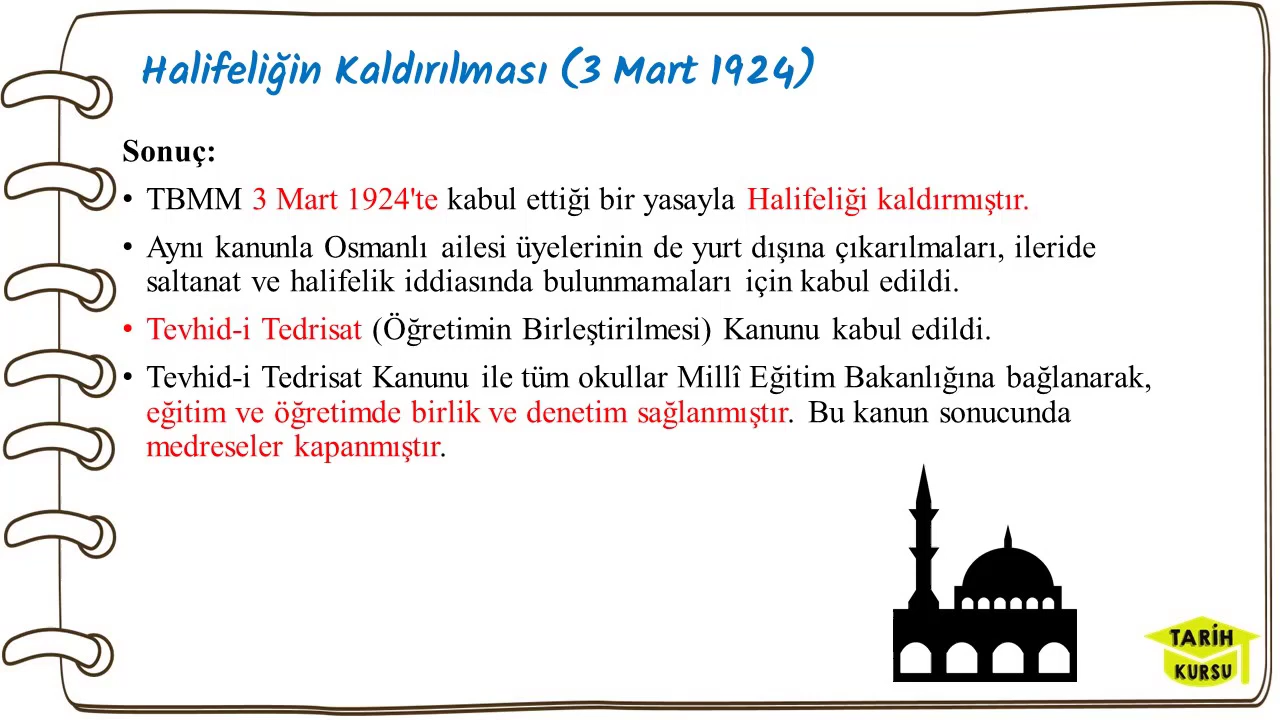 Halifeliğin Kaldırılması (3 Mart 1924)
Sonuç:
• TBMM 3 Mart 1924'te kabul ettiği bir yasayla Halifeliği kaldırmıştır.
• Aynı kanunla Osmanlı ailesi üyelerinin de yurt dışına çıkarılmaları, ileride
saltanat ve halifelik iddiasında bulunmamaları için kabul edildi.
• Tevhid-i Tedrisat (Öğretimin Birleştirilmesi) Kanunu kabul edildi.
• Tevhid-i Tedrisat Kanunu ile tüm okullar Millî Eğitim Bakanlığına bağlanarak,
eğitim ve öğretimde birlik ve denetim sağlanmıştır. Bu kanun sonucunda
medreseler kapanmıştır.
TARİH
KURSU